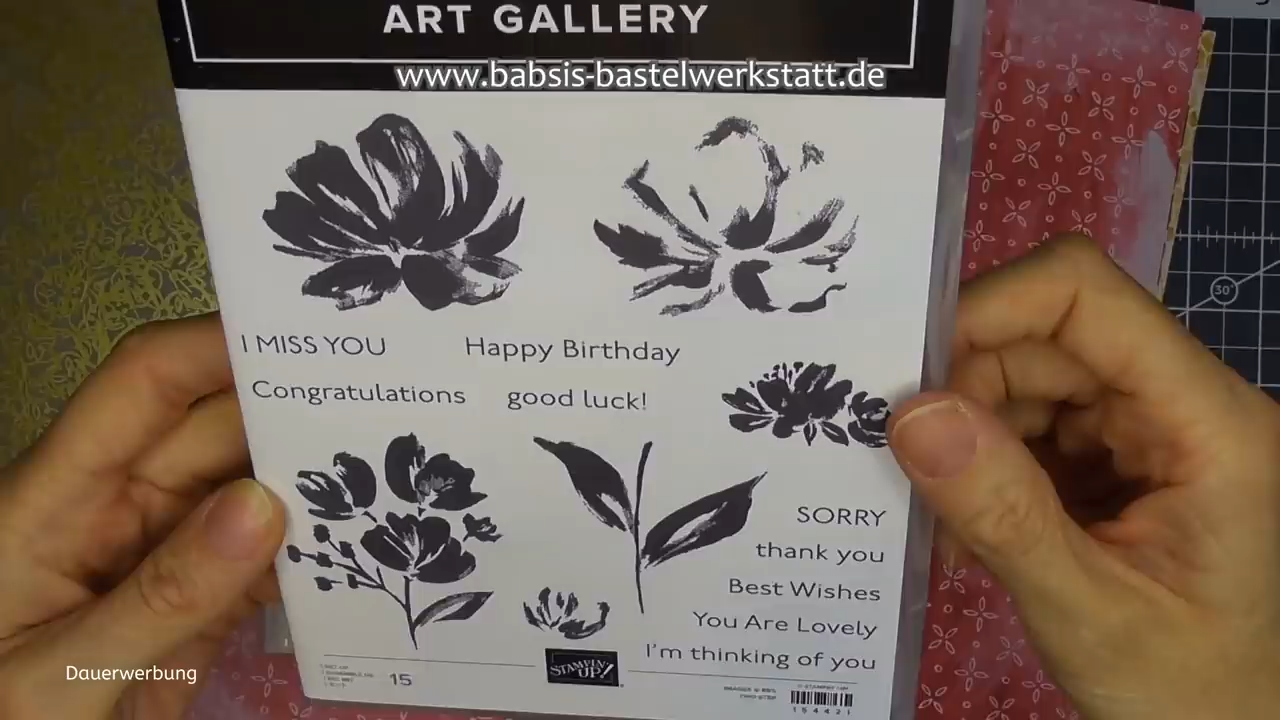 ART GALLERY
www.babsis-bastelwerkstatt.de
I MISS YOU
Happy Birthday
Congratulations
good luck!
SORRY
thank you
Best Wishes
You Are Lovely
I'm thinking of you
STAMPIN' UP!
15
154421
30°
Dauerwerbung